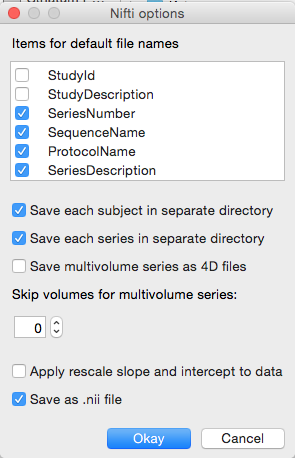 Nifti options
Items for default file names
StudyId
StudyDescription
SeriesNumber
SequenceName
ProtocolName
SeriesDescription
Save each subject in separate directory
Save each series in separate directory
Save multivolume series as 4D files
Skip volumes for multivolume series:
0
Apply rescale slope and intercept to data
Save as .nii file
Okay
Cancel